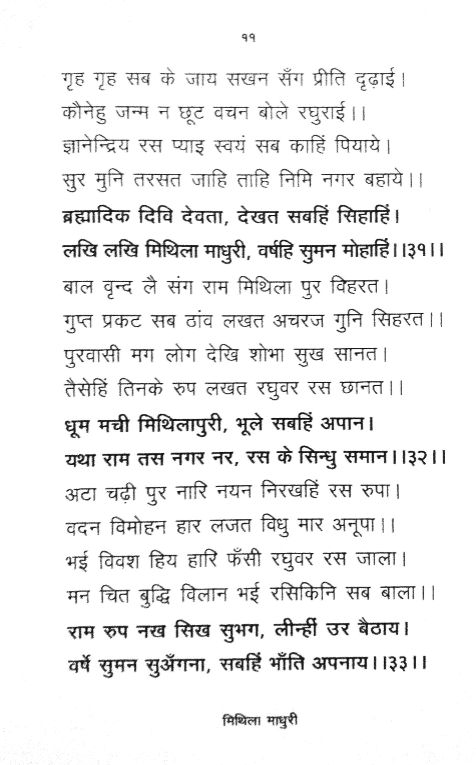 ११
गृह गृह सब के जाय सखन सँग प्रीति दृढ़ाई।
कौनेहु जन्म न छूट वचन बोले रघुराई।।
ज्ञानेन्द्रिय रस प्याइ स्वयं सब काहिं पियाये।
सुर मुनि तरसत जाहि ताहि निमि नगर बहाये।।
ब्रह्मादिक दिवि देवता, देखत सबहिं सिहाहिं।
लखि लखि मिथिला माधुरी, वर्षहि सुमन मोहाहिं।।३१।।
बाल वृन्द लै संग राम मिथिला पुर विहरत।
गुप्त प्रकट सब ठांव लखत अचरज गुनि सिहरत।।
पुरवासी मग लोग देखि शोभा सुख सानत।
तैसेहिं तिनके रुप लखत रघुवर रस छानत।।
धूम मची मिथिलापुरी, भूले सबहिं अपान।
यथा राम तस नगर नर, रस के सिन्धु समान।।३२।।
अटा चढ़ी पुर नारि नयन निरखहिं रस रुपा।
वदन विमोहन हार लजत विधु मार अनूपा।।
भई विवश हिय हारि फँसी रघुवर रस जाला।
मन चित बुद्धि विलान भई रसिकिनि सब बाला।।
राम रुप नख सिख सुभग, लीन्हीं उर बैठाय।
वर्षे सुमन सुअँगना, सबहिं भाँति अपनाय।।३३।।
मिथिला माधुरी